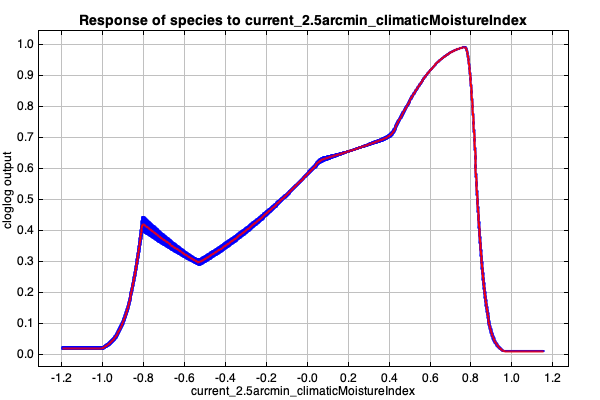 Response of species to current_2.5arcmin_climaticMoistureIndex
cloglog output
1.0
0.9
0.8
0.7
0.6
0.5
0.4
0.3
0.2
0.1
0.0
-1.2 -1.0 -0.8 -0.6 -0.4 -0.2 -0.0 0.2 0.4 0.6 0.8 1.0 1.2
current_2.5arcmin_climaticMoistureIndex